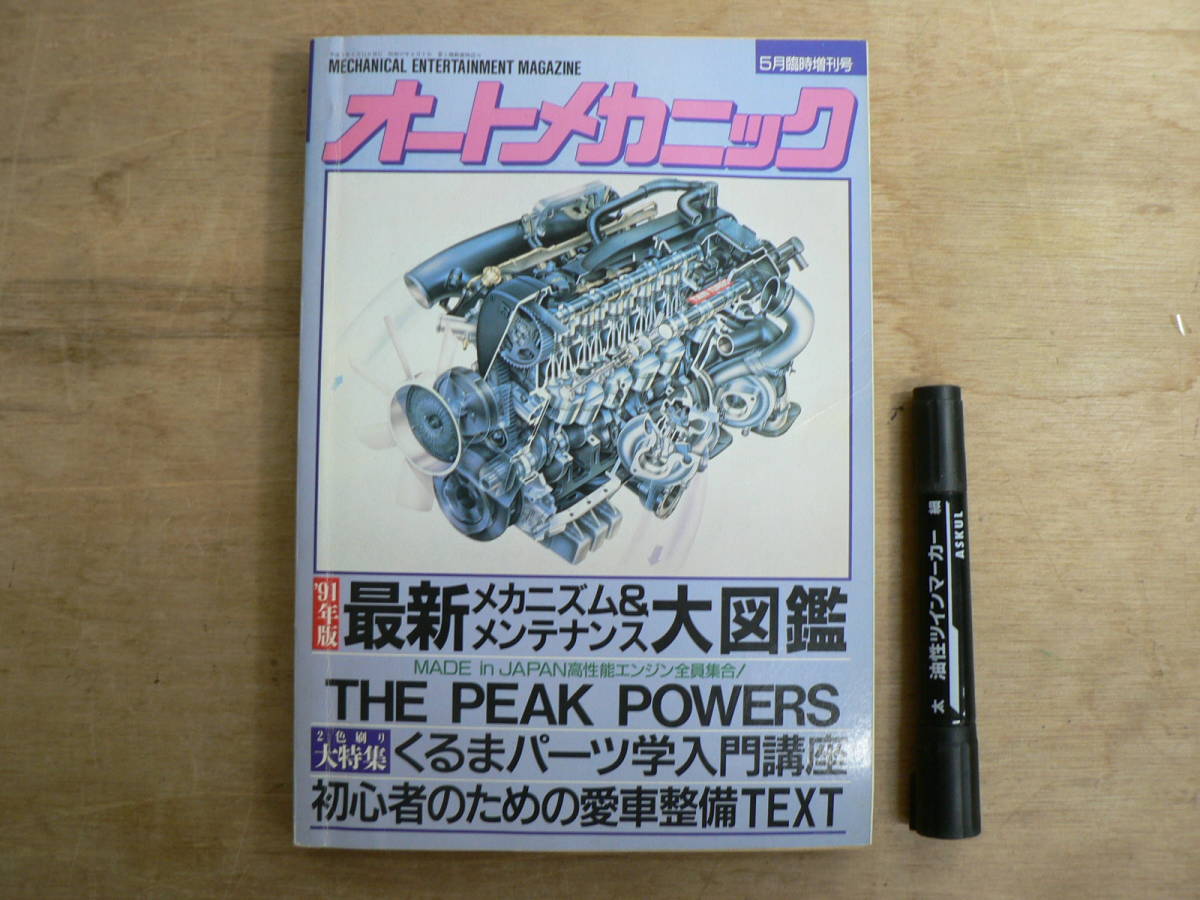 MECHANICAL ENTERTAINMENT MAGAZINE
5月臨時増刊号
オートメカニック
'91年版
最新メカニズム&メンテナンス大図鑑
MADE in JAPAN高性能エンジン全員集合!
THE PEAK POWERS
2色刷り
大特集
くるまパーツ学入門講座
初心者のための愛車整備TEXT
太 油性ツインマーカー 細
ASKUL